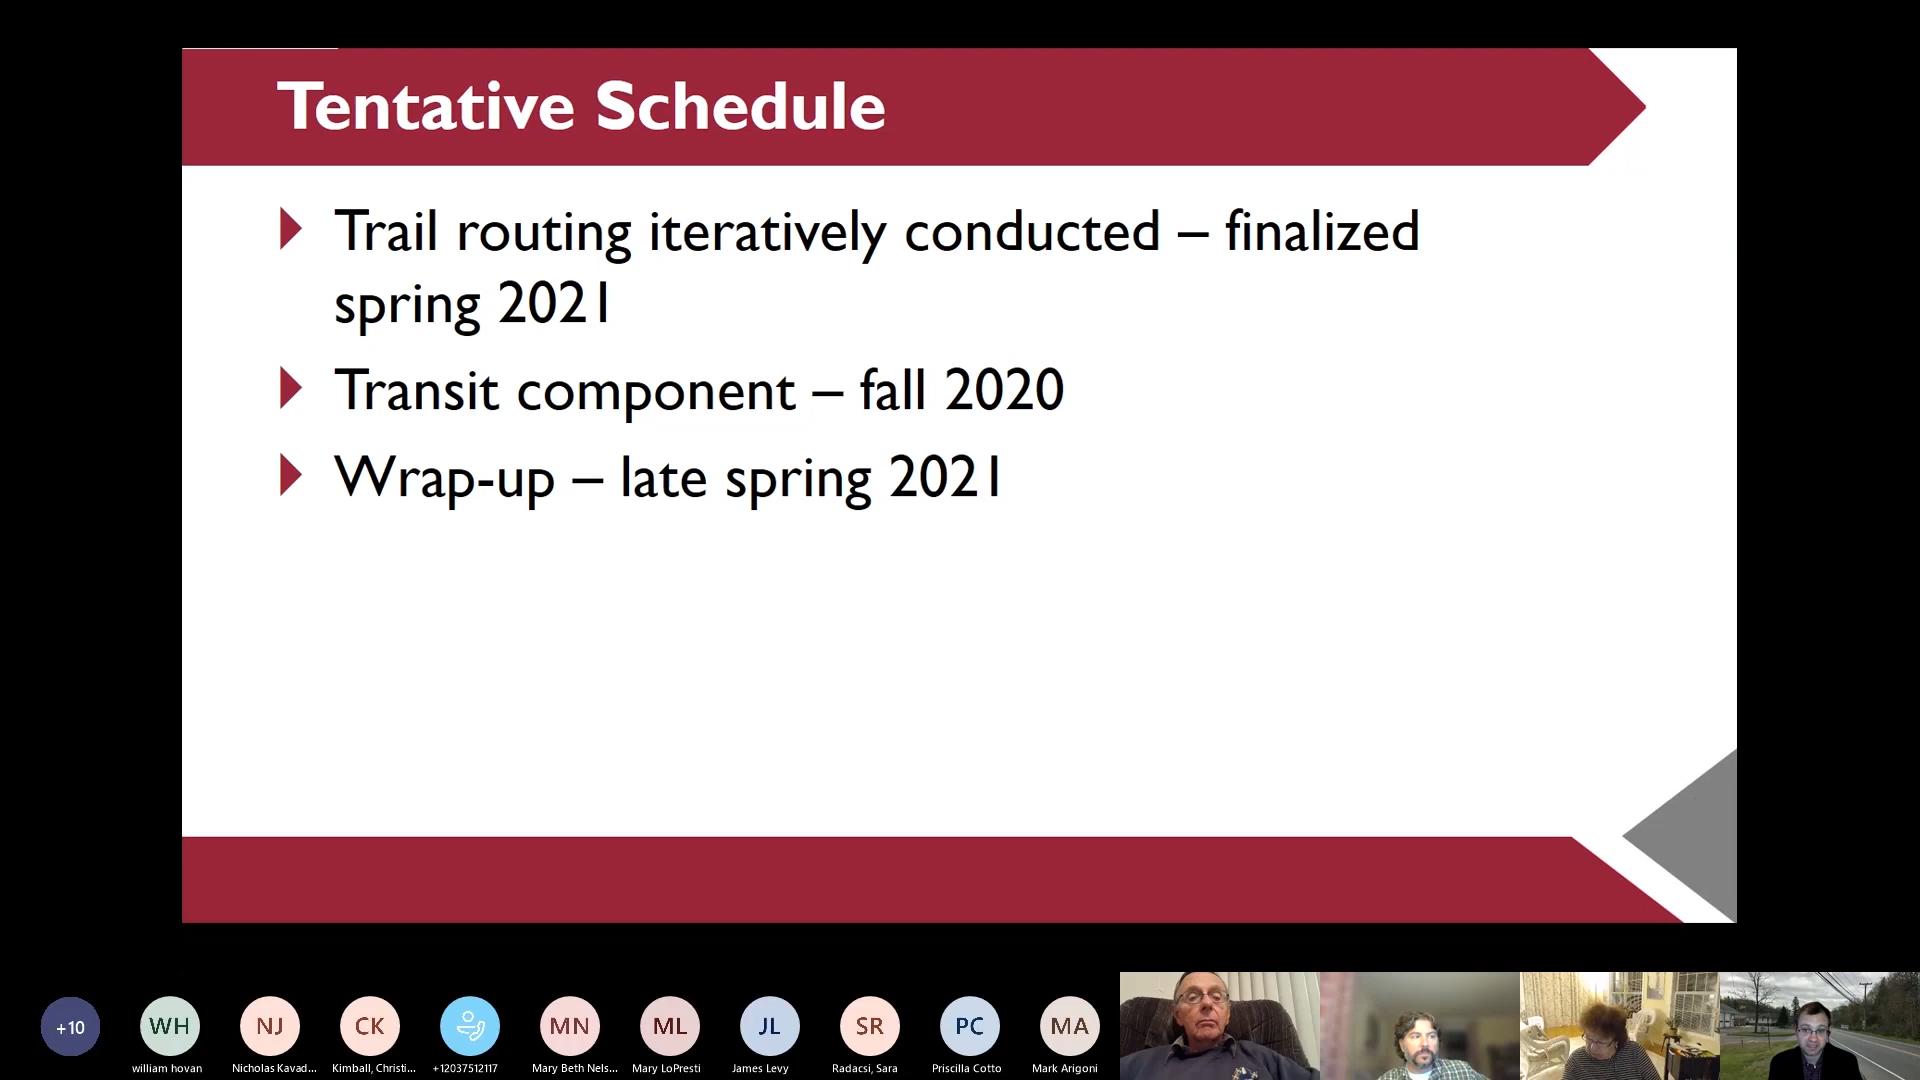 Tentative Schedule
Trail routing iteratively conducted – finalized
spring 2021
Transit component – fall 2020
Wrap-up – late spring 2021
+10
WH
NJ
CK
MN
ML
JL
SR
PC
MA
william hovan
Nicholas Kavad...
Kimball, Christi...
+12037512117
Mary Beth Nels...
Mary LoPresti
James Levy
Radacsi, Sara
Priscilla Cotto
Mark Arigoni